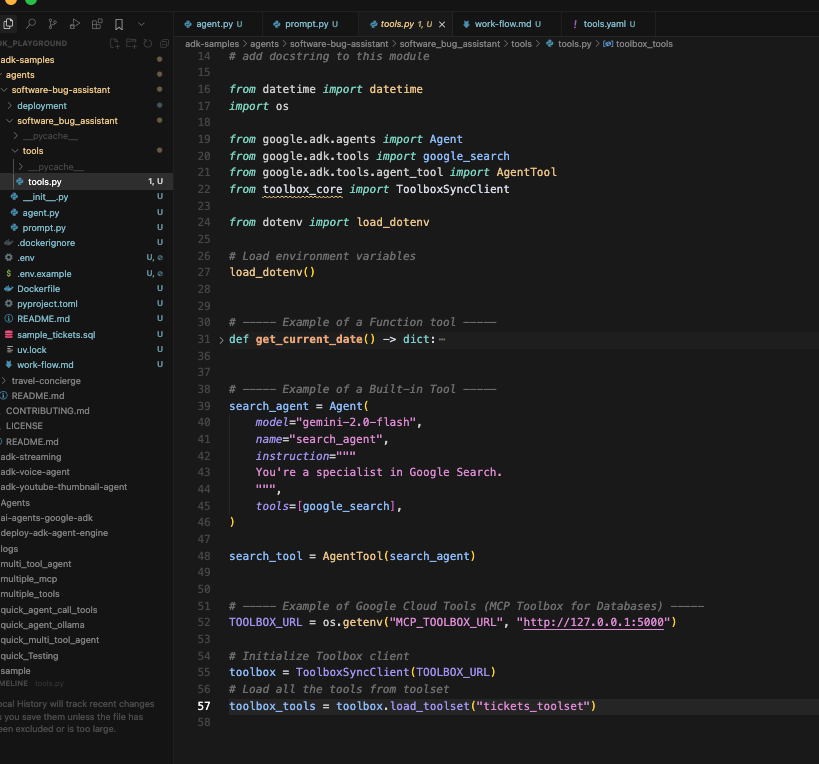 agent.py U
prompt.py U
tools.py 1, U
work-flow.md U
tools.yaml U
adk-samples > agents > software-bug-assistant > software_bug_assistant > tools > tools.py > toolbox_tools
DK_PLAYGROUND
adk-samples
agents
software-bug-assistant
deployment
software_bug_assistant
__pycache__
tools
__pycache__
tools.py 1, U
__init__.py U
agent.py U
prompt.py U
.dockerignore U
.env U,
.env.example U,
Dockerfile U
pyproject.toml U
README.md U
sample_tickets.sql U
uv.lock U
work-flow.md U
travel-concierge
README.md
CONTRIBUTING.md
LICENSE
README.md
adk-streaming
adk-voice-agent
adk-youtube-thumbnail-agent
Agents
ai-agents-google-adk
deploy-adk-agent-engine
logs
multi_tool_agent
multiple_mcp
multiple_tools
quick_agent_call_tools
quick_agent_ollama
quick_multi_tool_agent
quick_Testing
sample
MELINE tools.py
ocal History will track recent changes
s you save them unless the file has
een excluded or is too large.
14 # add docstring to this module
15
16 from datetime import datetime
17 import os
18
19 from google.adk.agents import Agent
20 from google.adk.tools import google_search
21 from google.adk.tools.agent_tool import AgentTool
22 from toolbox_core import ToolboxSyncClient
23
24 from dotenv import load_dotenv
25
26 # Load environment variables
27 load_dotenv()
28
29
30 # ----- Example of a Function tool -----
31 def get_current_date() -> dict:⋯
36
37
38 # ----- Example of a Built-in Tool -----
39 search_agent = Agent(
40 model="gemini-2.0-flash",
41 name="search_agent",
42 instruction="""
43 You're a specialist in Google Search.
44 """,
45 tools=[google_search],
46 )
47
48 search_tool = AgentTool(search_agent)
49
50
51 # ----- Example of Google Cloud Tools (MCP Toolbox for Databases) -----
52 TOOLBOX_URL = os.getenv("MCP_TOOLBOX_URL", "http://127.0.0.1:5000")
53
54 # Initialize Toolbox client
55 toolbox = ToolboxSyncClient(TOOLBOX_URL)
56 # Load all the tools from toolset
57 toolbox_tools = toolbox.load_toolset("tickets_toolset")
58